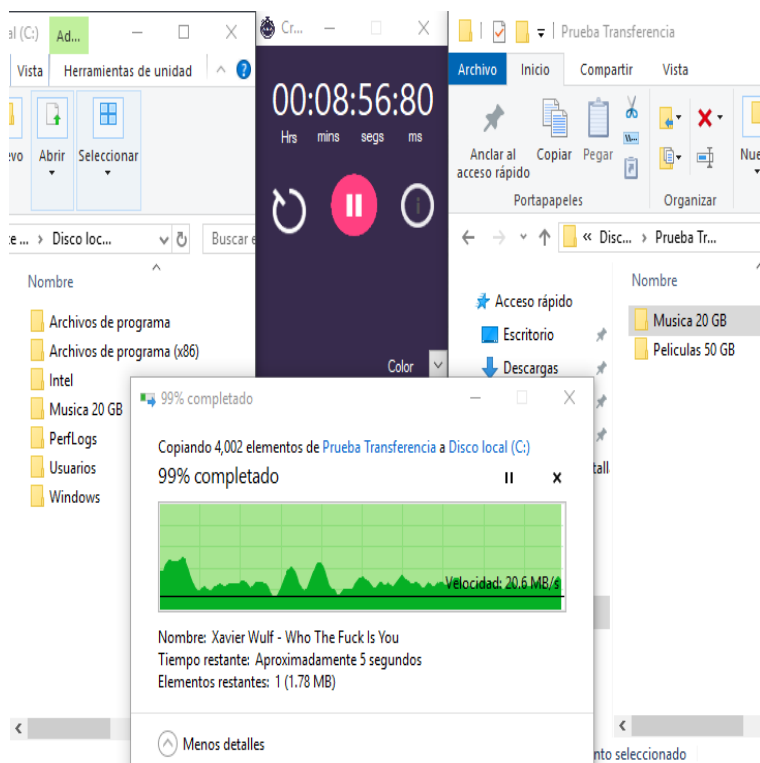 al (C:)
Ad...
Vista
Herramientas de unidad
evo
Abrir
Seleccionar
Disco loc...
Buscar e
Nombre
Archivos de programa
Archivos de programa (x86)
Intel
Musica 20 GB
PerfLogs
Usuarios
Windows
Cr...
00:08:56:80
Hrs mins segs ms
Color
Prueba Transferencia
Archivo Inicio Compartir Vista
Anclar al
acceso rápido
Copiar
Pegar
Nue
Portapapeles
Organizar
« Disc... > Prueba Tr...
Acceso rápido
Escritorio
Descargas
tall
Nombre
Musica 20 GB
Peliculas 50 GB
99% completado
Copiando 4,002 elementos de Prueba Transferencia a Disco local (C:)
99% completado
Velocidad: 20.6 MB/s
Nombre: Xavier Wulf - Who The Fuck Is You
Tiempo restante: Aproximadamente 5 segundos
Elementos restantes: 1 (1.78 MB)
Menos detalles
nto seleccionado